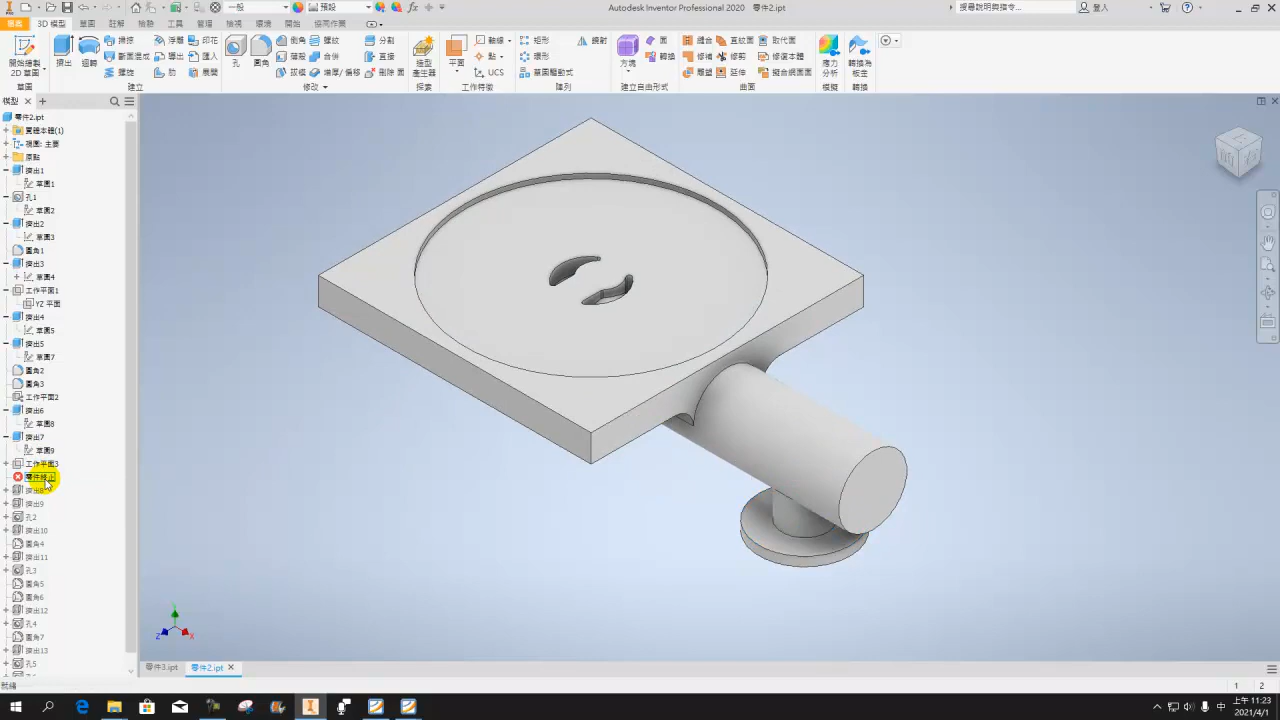 Autodesk Inventor Professional 2020 零件2.ipt
搜尋說明與指令...
登入
一般
預設
檔案 3D 模型 草圖 註解 檢驗 工具 管理 檢視 環境 開始 協同作業
開始繪製 2D 草圖
擠出
迴轉
掃掠
斷面混成
螺旋
浮雕
導出
肋
印花
匯入
展開
孔
圓角
倒角
薄殼
拔模
螺紋
合併
增厚/偏移
分割
直接
刪除 面
造型產生器
平面
軸線
點
UCS
矩形
環形
草圖驅動式
鏡射
方塊
面
轉換
縫合
修補
雕塑
直紋面
修剪
延伸
取代面
修復本體
擬合網面
應力分析
轉換為鈑金
草圖 建立 修改 探索 工作特徵 陣列 建立自由形式 曲面 模擬 轉換
模型
零件2.ipt
實體本體(1)
視圖: 主要
原點
擠出1
草圖1
孔1
草圖2
擠出2
草圖3
圓角1
擠出3
草圖4
工作平面1
YZ 平面
擠出4
草圖5
擠出5
草圖7
圓角2
圓角3
工作平面2
擠出6
草圖8
擠出7
草圖9
工作平面3
零件終止
擠出8
擠出9
孔2
擠出10
圓角4
擠出11
孔3
圓角5
圓角6
擠出12
孔4
圓角7
擠出13
孔5
零件3.ipt 零件2.ipt
就緒
1 2
中
上午 11:23
2021/4/1
Y
Z
X